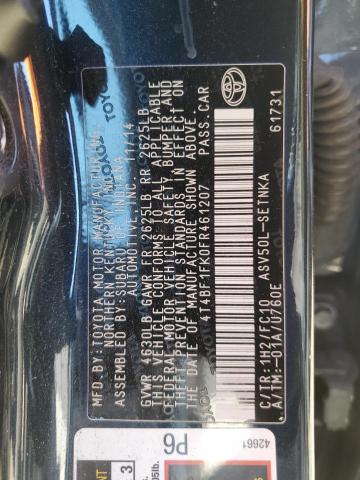 MFD. BY: TOYOTA MOTOR MANUFACTURING
NORTHERN KENTUCKY, INC.
ASSEMBLED BY: SUBARU OF INDIANA
AUTOMOTIVE, INC. 11/14
GVWR 4630LB GAWR FR 2625LB RR 2625LB
THIS VEHICLE CONFORMS TO ALL APPLICABLE
FEDERAL MOTOR VEHICLE SAFETY, BUMPER, AND
THEFT PREVENTION STANDARDS IN EFFECT ON
THE DATE OF MANUFACTURE SHOWN ABOVE.
4T4BF1FK0FR461207 PASS.CAR
C/TR: 1H2/FC10 ASV50L-SETNKA
A/TM: -01A/U760E
TOYOTA
61731
42661
P6
3